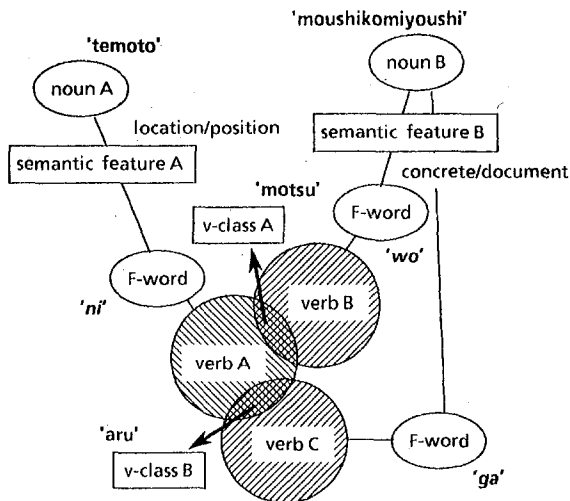 'moushikomiyoushi'
'temoto'
noun B
noun A
location/position
semantic feature B
semantic feature A
concrete/document
'motsu'
v-class A
F-word
'wo'
F-word
'ni'
verb B
verb A
'aru'
verb C
F-word
v-class B
'ga'